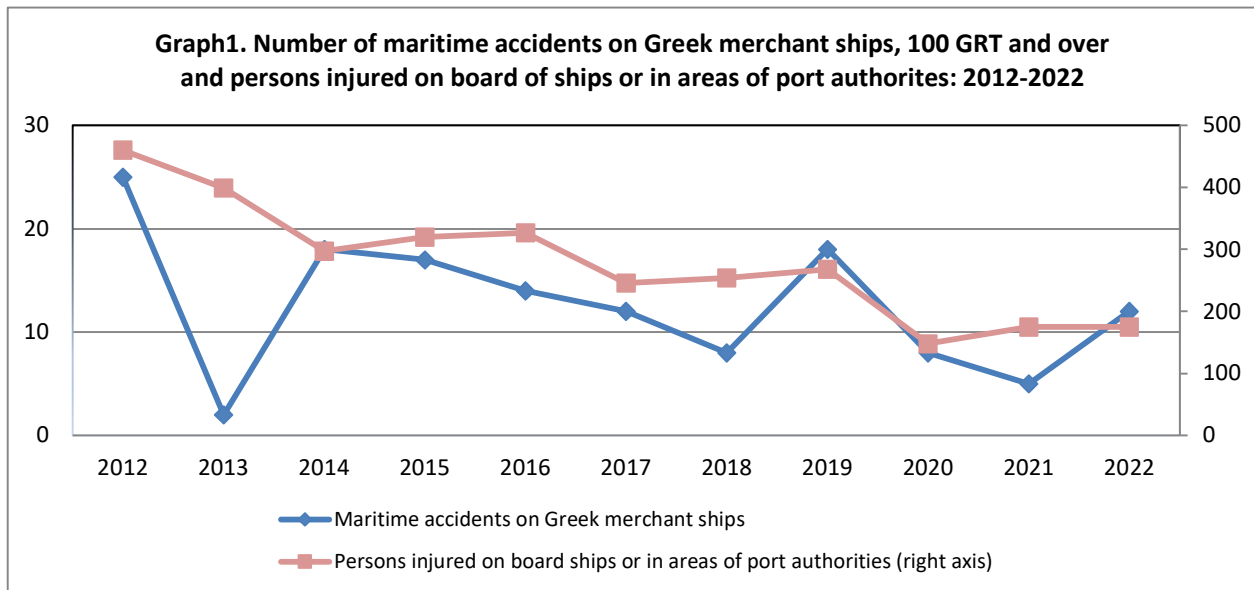 Graph1. Number of maritime accidents on Greek merchant ships, 100 GRT and over
and persons injured on board of ships or in areas of port authorites: 2012-2022
30
20
10
0
500
400
300
200
100
0
2012 2013 2014 2015 2016 2017 2018 2019 2020 2021 2022
Maritime accidents on Greek merchant ships
Persons injured on board ships or in areas of port authorities (right axis)